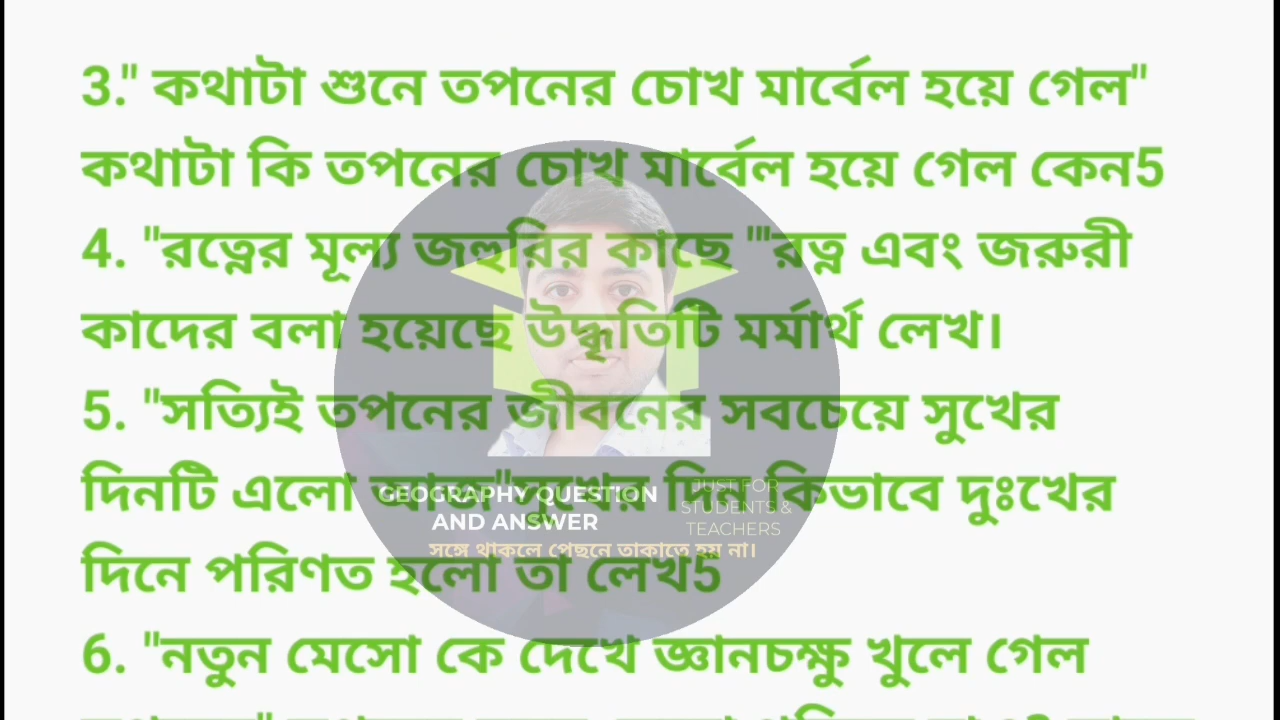 3." কথাটা শুনে তপনের চোখ মার্বেল হয়ে গেল"
কথাটা কি তপনের চোখ মার্বেল হয়ে গেল কেন5
4. "রত্নের মূল্য জহুরির কাছে '"রত্ন এবং জরুরী
কাদের বলা হয়েছে উদ্ধৃতিটি মর্মার্থ লেখ।
5. "সত্যিই তপনের জীবনের সবচেয়ে সুখের
দিনটি এলো আজ"সুখের দিন কিভাবে দুঃখের
দিনে পরিণত হলো তা লেখ5
6. "নতুন মেসো কে দেখে জ্ঞানচক্ষু খুলে গেল
GEOGRAPHY QUESTION
AND ANSWER
JUST FOR
STUDENTS &
TEACHERS
সঙ্গে থাকলে পেছনে তাকাতে হয় না।